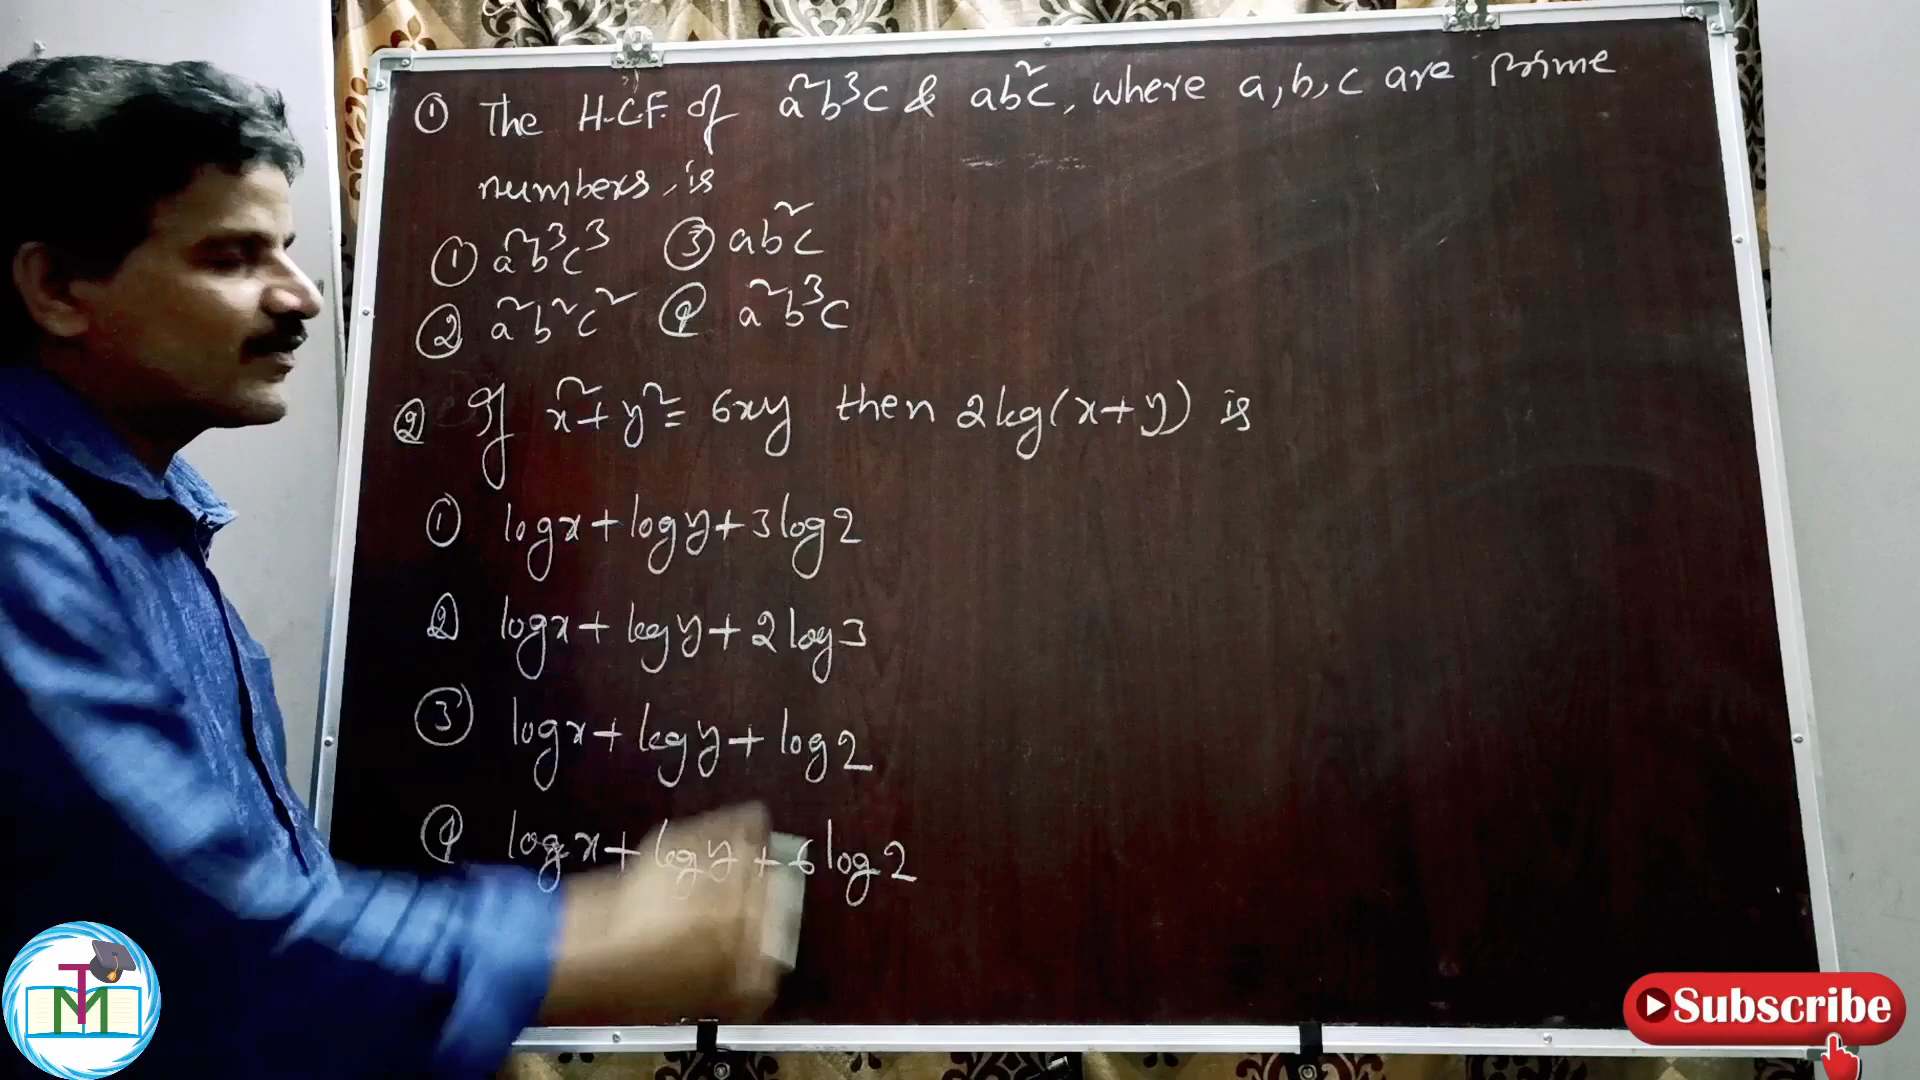 ① The H.C.F. of a²b³c & ab²c, where a, b, c are prime
numbers, is
① a²b³c³ ③ ab²c
② a²b²c² ④ a²b³c
② If x² + y² = 6xy then 2log(x+y) is
① logx + logy + 3log2
② logx + logy + 2log3
③ logx + logy + log2
④ logx + logy + 6log2
TM
Subscribe